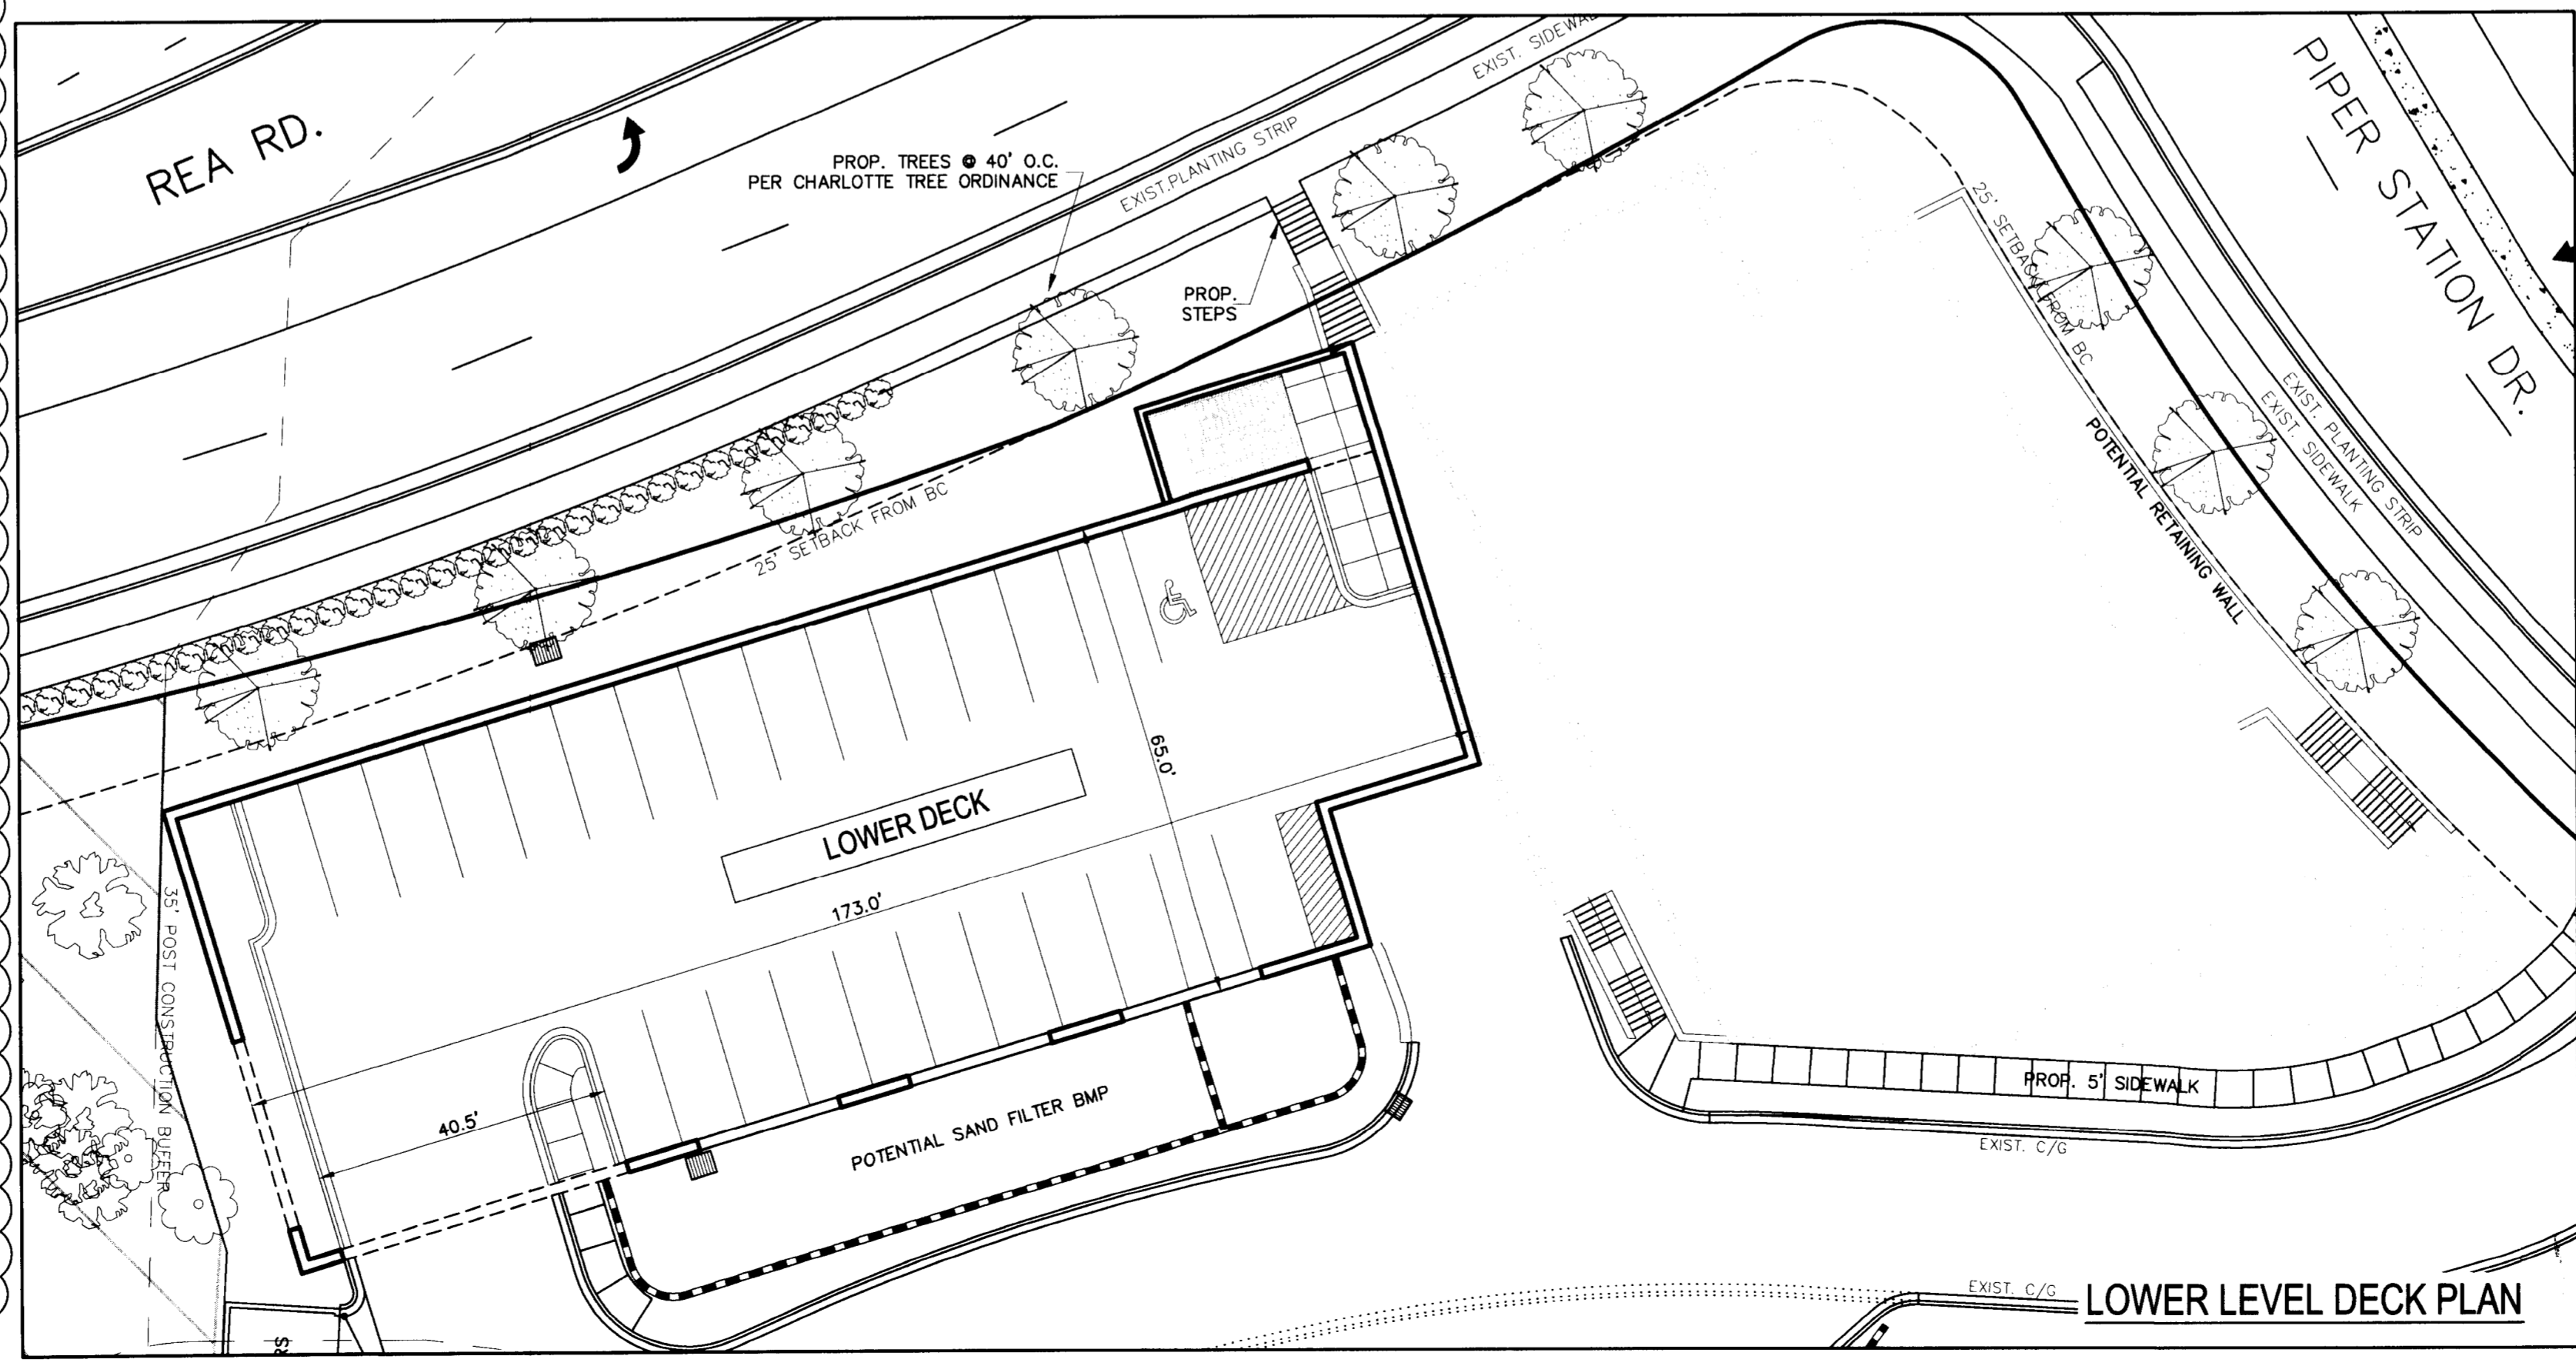 REA RD.
PROP. TREES @ 40' O.C.
PER CHARLOTTE TREE ORDINANCE
EXIST.PLANTING STRIP
EXIST. SIDEWA
PIPER STATION DR.
PROP.
STEPS
25' SETBACK FROM BC
EXIST. PLANTING STRIP
EXIST. SIDEWALK
POTENTIAL RETAINING WALL
25' SETBACK FROM BC
65.0'
LOWER DECK
173.0'
35' POST CONSTRUCTION BUFFER
40.5'
POTENTIAL SAND FILTER BMP
PROP. 5' SIDEWALK
EXIST. C/G
EXIST. C/G
LOWER LEVEL DECK PLAN
RS